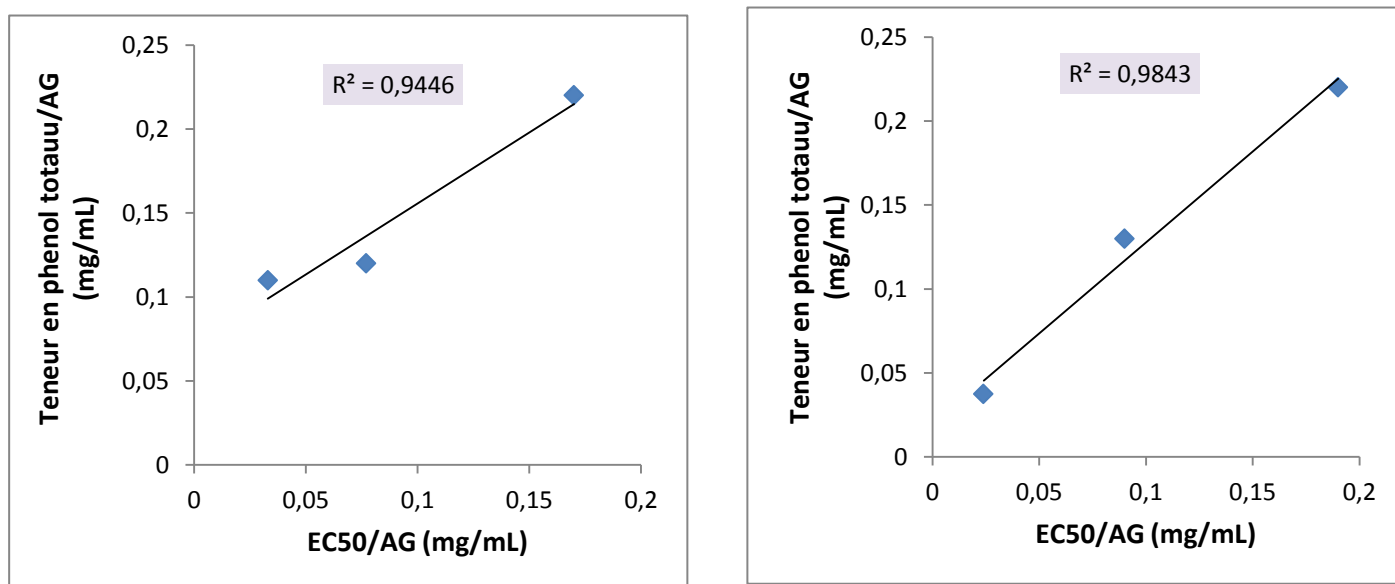 0,25
0,2
0,15
0,1
0,05
0
0
0,05
0,1
0,15
0,2
R² = 0,9446
Teneur en phenol totauu/AG
(mg/mL)
EC50/AG (mg/mL)
0,25
0,2
0,15
0,1
0,05
0
0
0,05
0,1
0,15
0,2
R² = 0,9843
Teneur en phenol totauu/AG
(mg/mL)
EC50/AG (mg/mL)